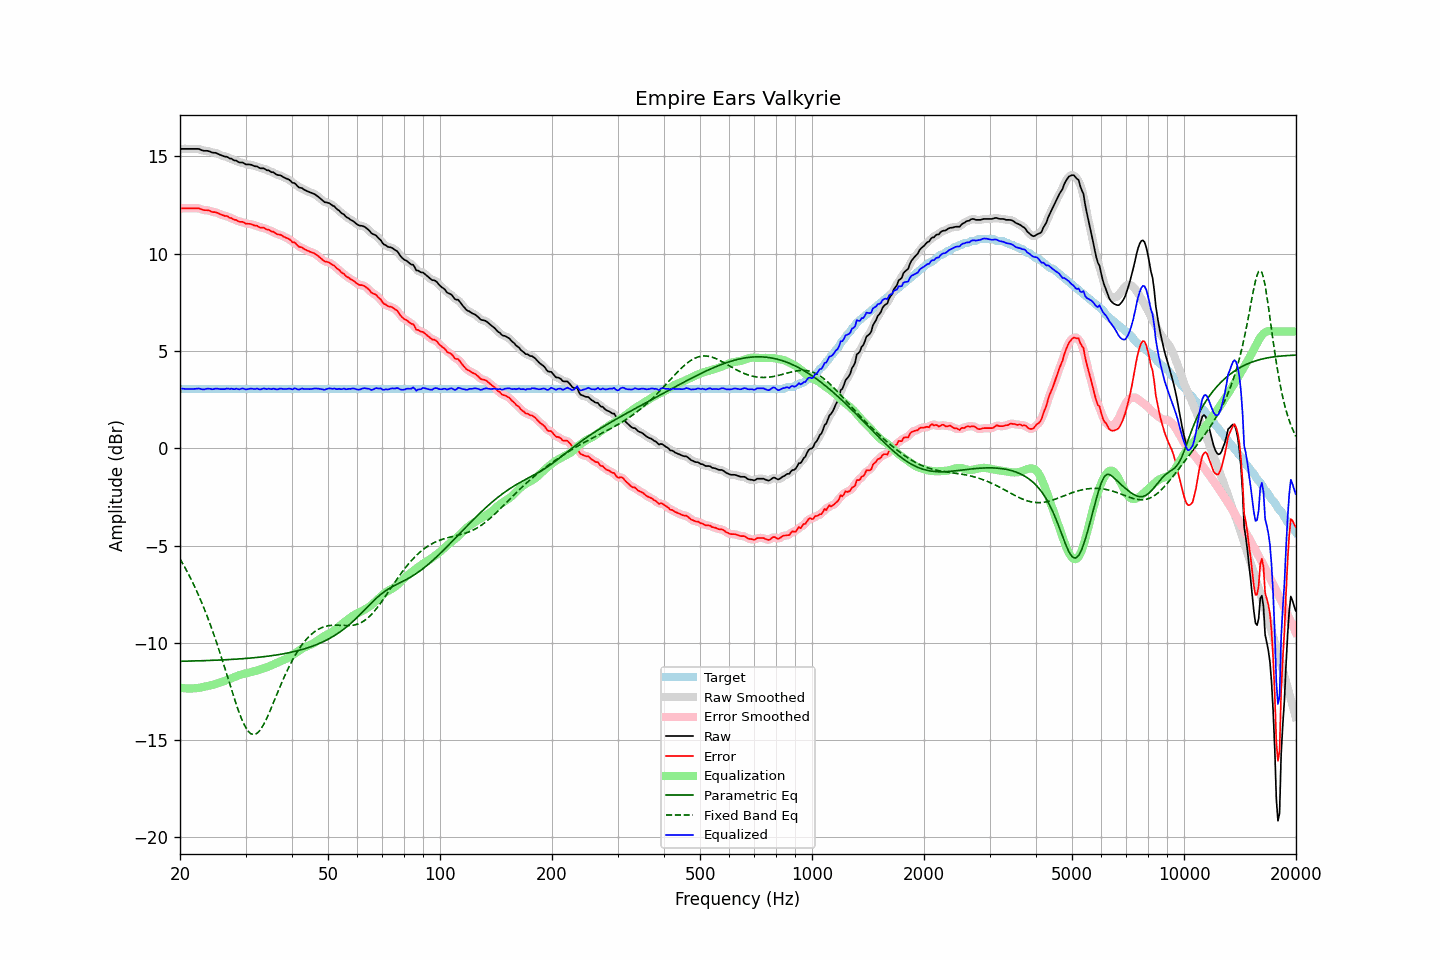 Empire Ears Valkyrie
15
10
5
0
−5
−10
−15
−20
Amplitude (dBr)
Target
Raw Smoothed
Error Smoothed
Raw
Error
Equalization
Parametric Eq
Fixed Band Eq
Equalized
20 50 100 200 500 1000 2000 5000 10000 20000
Frequency (Hz)